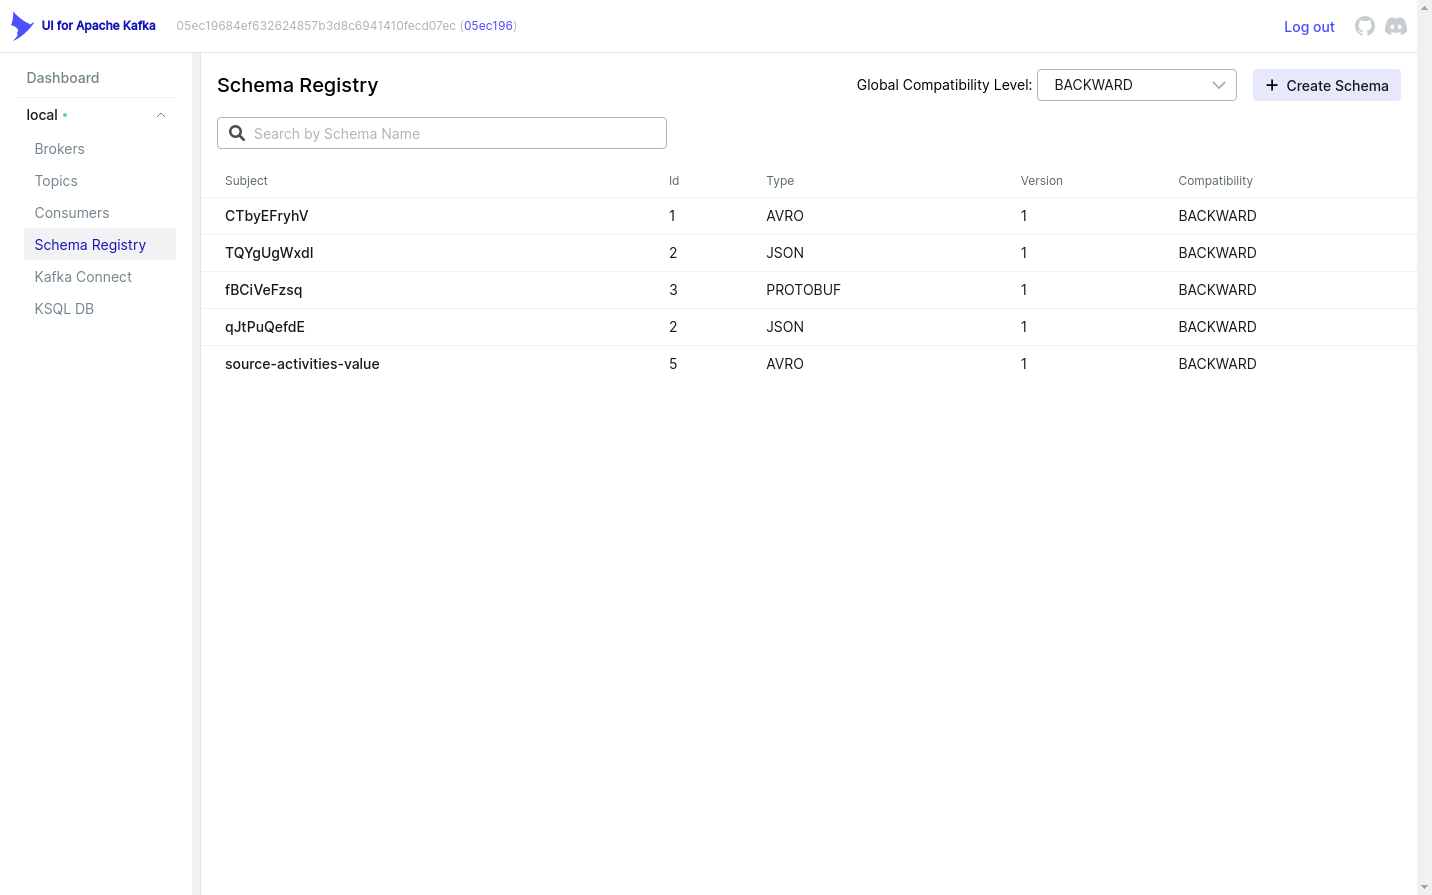 UI for Apache Kafka 05ec19684ef632624857b3d8c6941410fecd07ec (05ec196) Log out
Dashboard
local
Brokers
Topics
Consumers
Schema Registry
Kafka Connect
KSQL DB
Schema Registry
Global Compatibility Level: BACKWARD
Create Schema
Search by Schema Name
Subject Id Type Version Compatibility
CTbyEFryhV 1 AVRO 1 BACKWARD
TQYgUgWxdI 2 JSON 1 BACKWARD
fBCiVeFzsq 3 PROTOBUF 1 BACKWARD
qJtPuQefdE 2 JSON 1 BACKWARD
source-activities-value 5 AVRO 1 BACKWARD